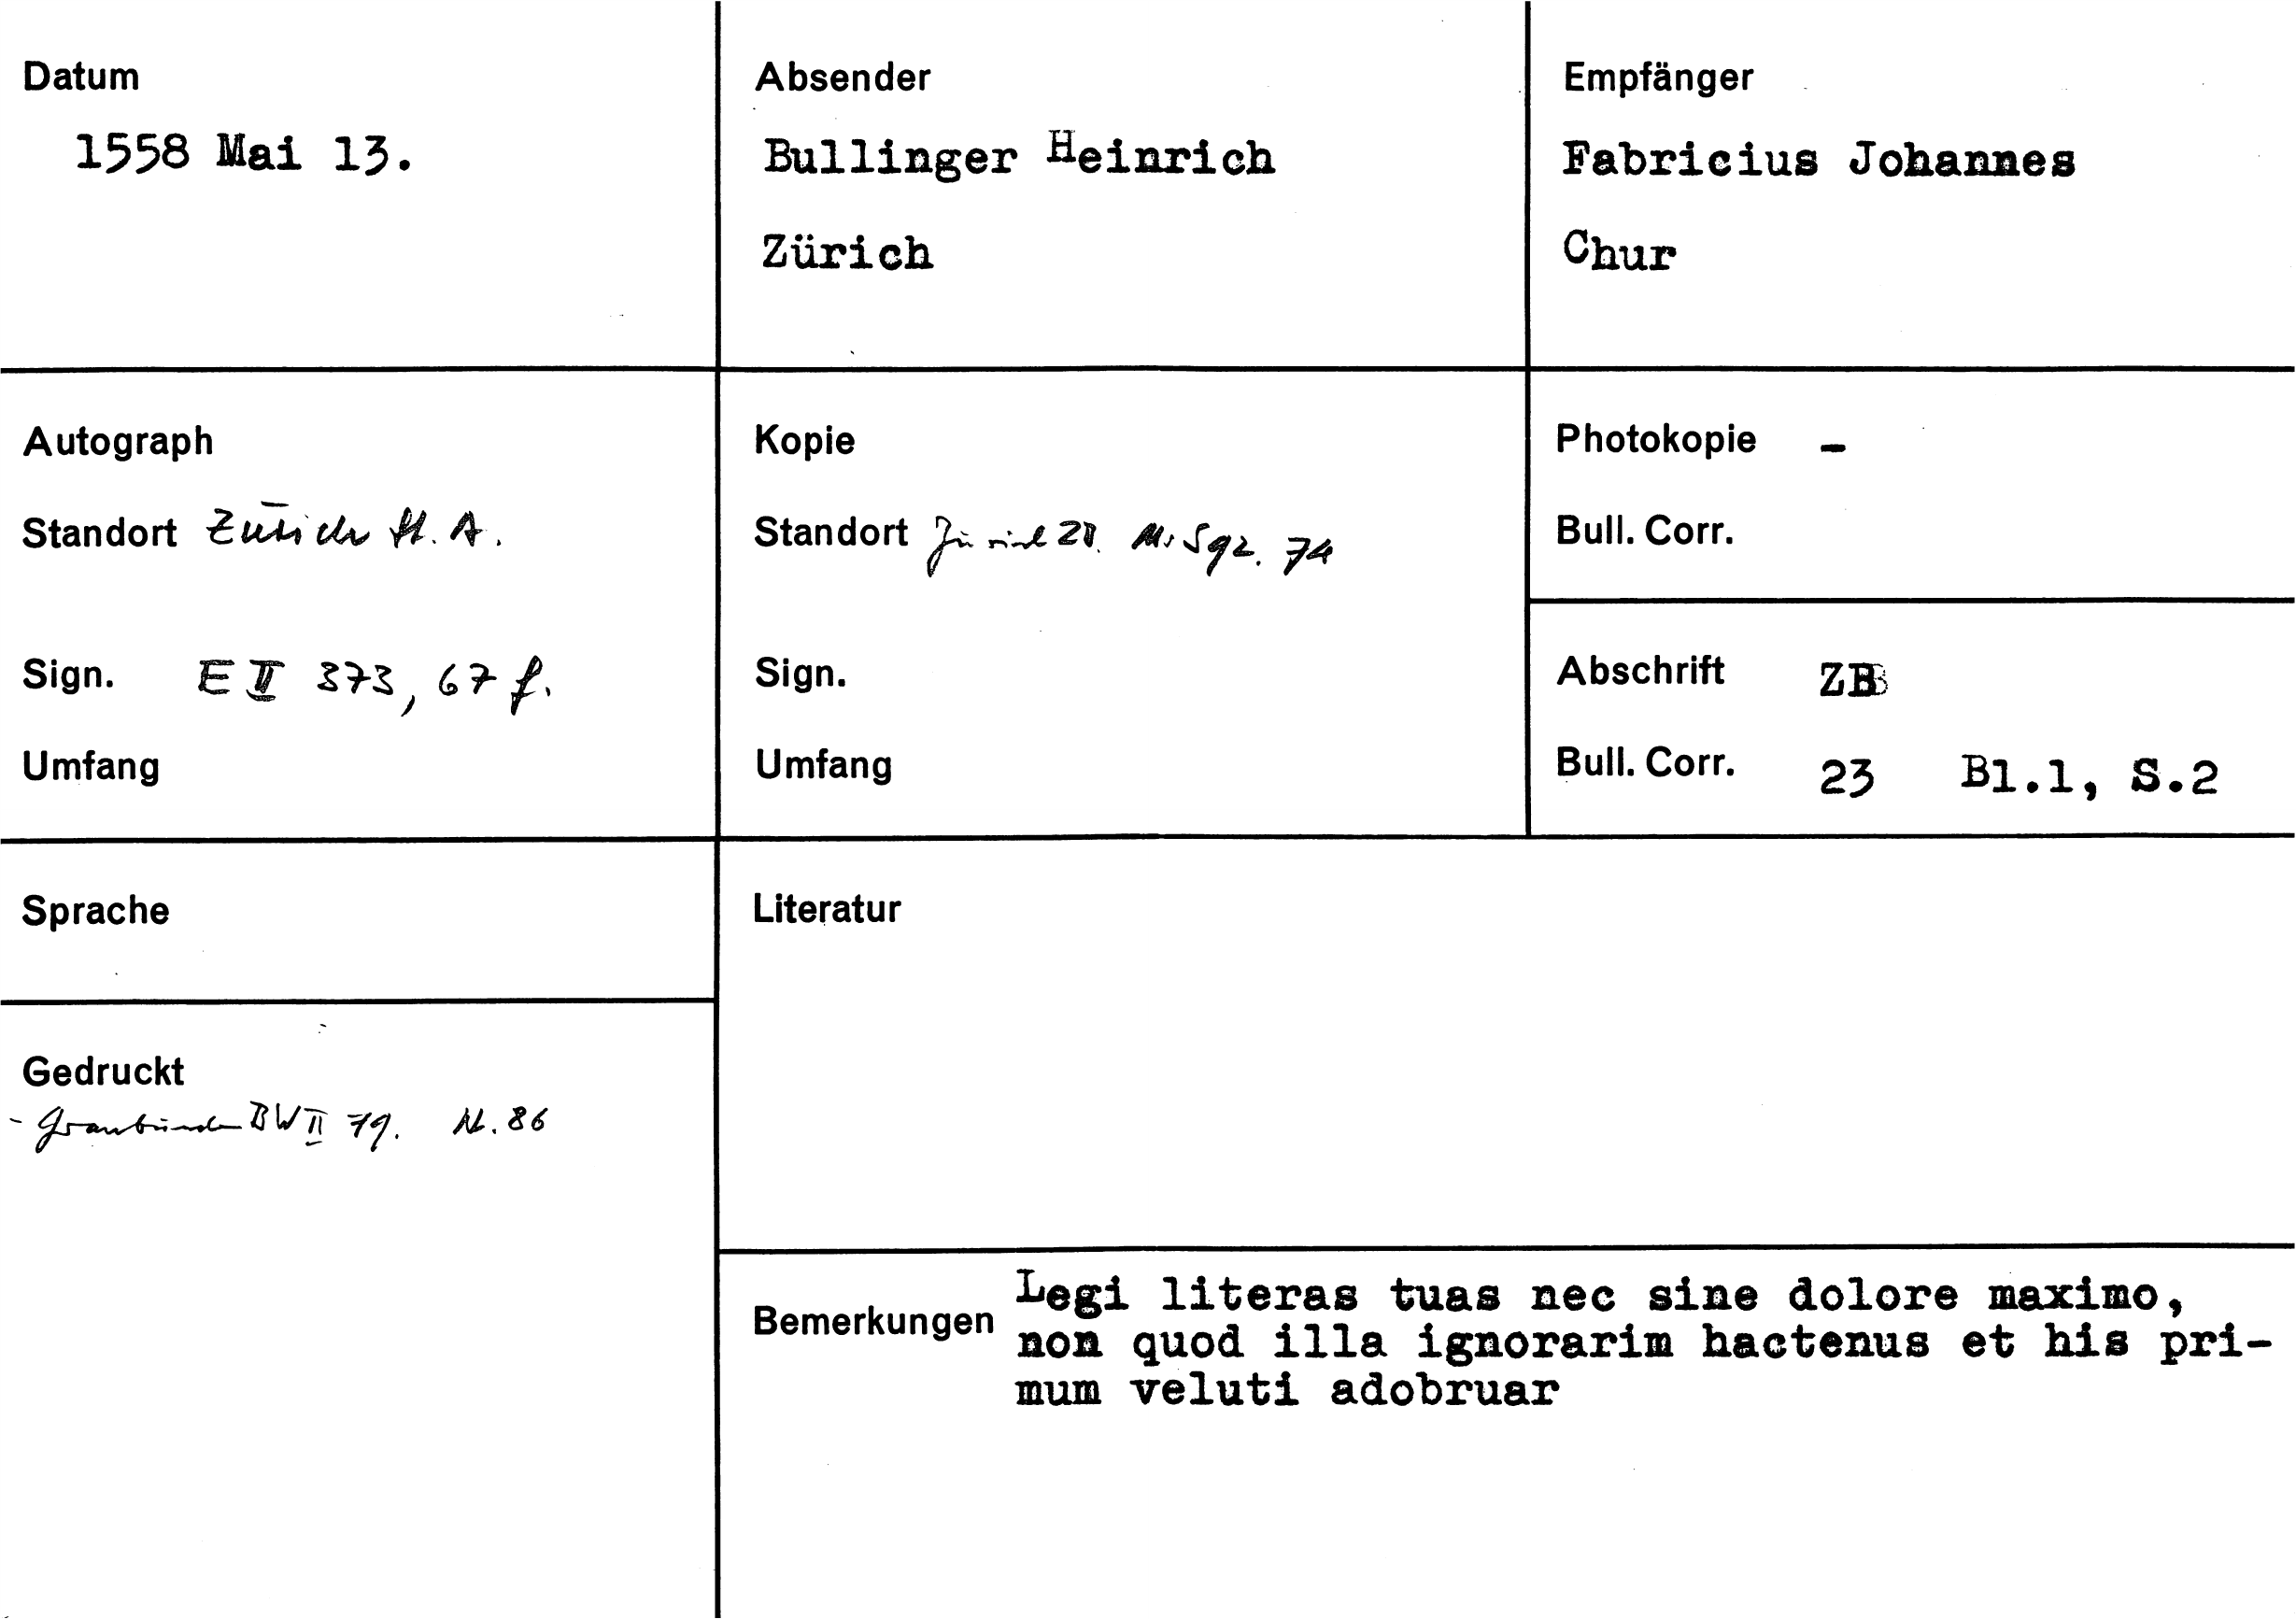 Datum
1558 Mai 13.
Absender
Bullinger Heinrich
Zürich
Empfänger
Fabricius Johannes
Chur
Autograph
Standort Zürich St. A.
Sign. E II 373, 67 f.
Umfang
Kopie
Standort Zürich ZB. Ms S 92. 74
Sign.
Umfang
Photokopie -
Bull. Corr.
Abschrift ZB
Bull. Corr. 23 Bl.1, S.2
Sprache
Literatur
Gedruckt
- Graubünden BW II 79. Nr. 86
Bemerkungen Legi literas tuas nec sine dolore maximo,
non quod illa ignorarim hactenus et his pri-
mum veluti adobruar